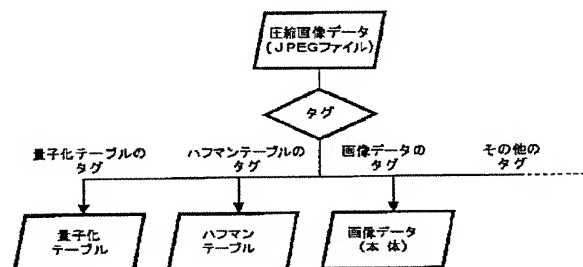 圧縮画像データ
(JPEGファイル)
タグ
量子化テーブルの
タグ
ハフマンテーブルの
タグ
画像データの
タグ
その他の
タグ
量子化
テーブル
ハフマン
テーブル
画像データ
(本体)